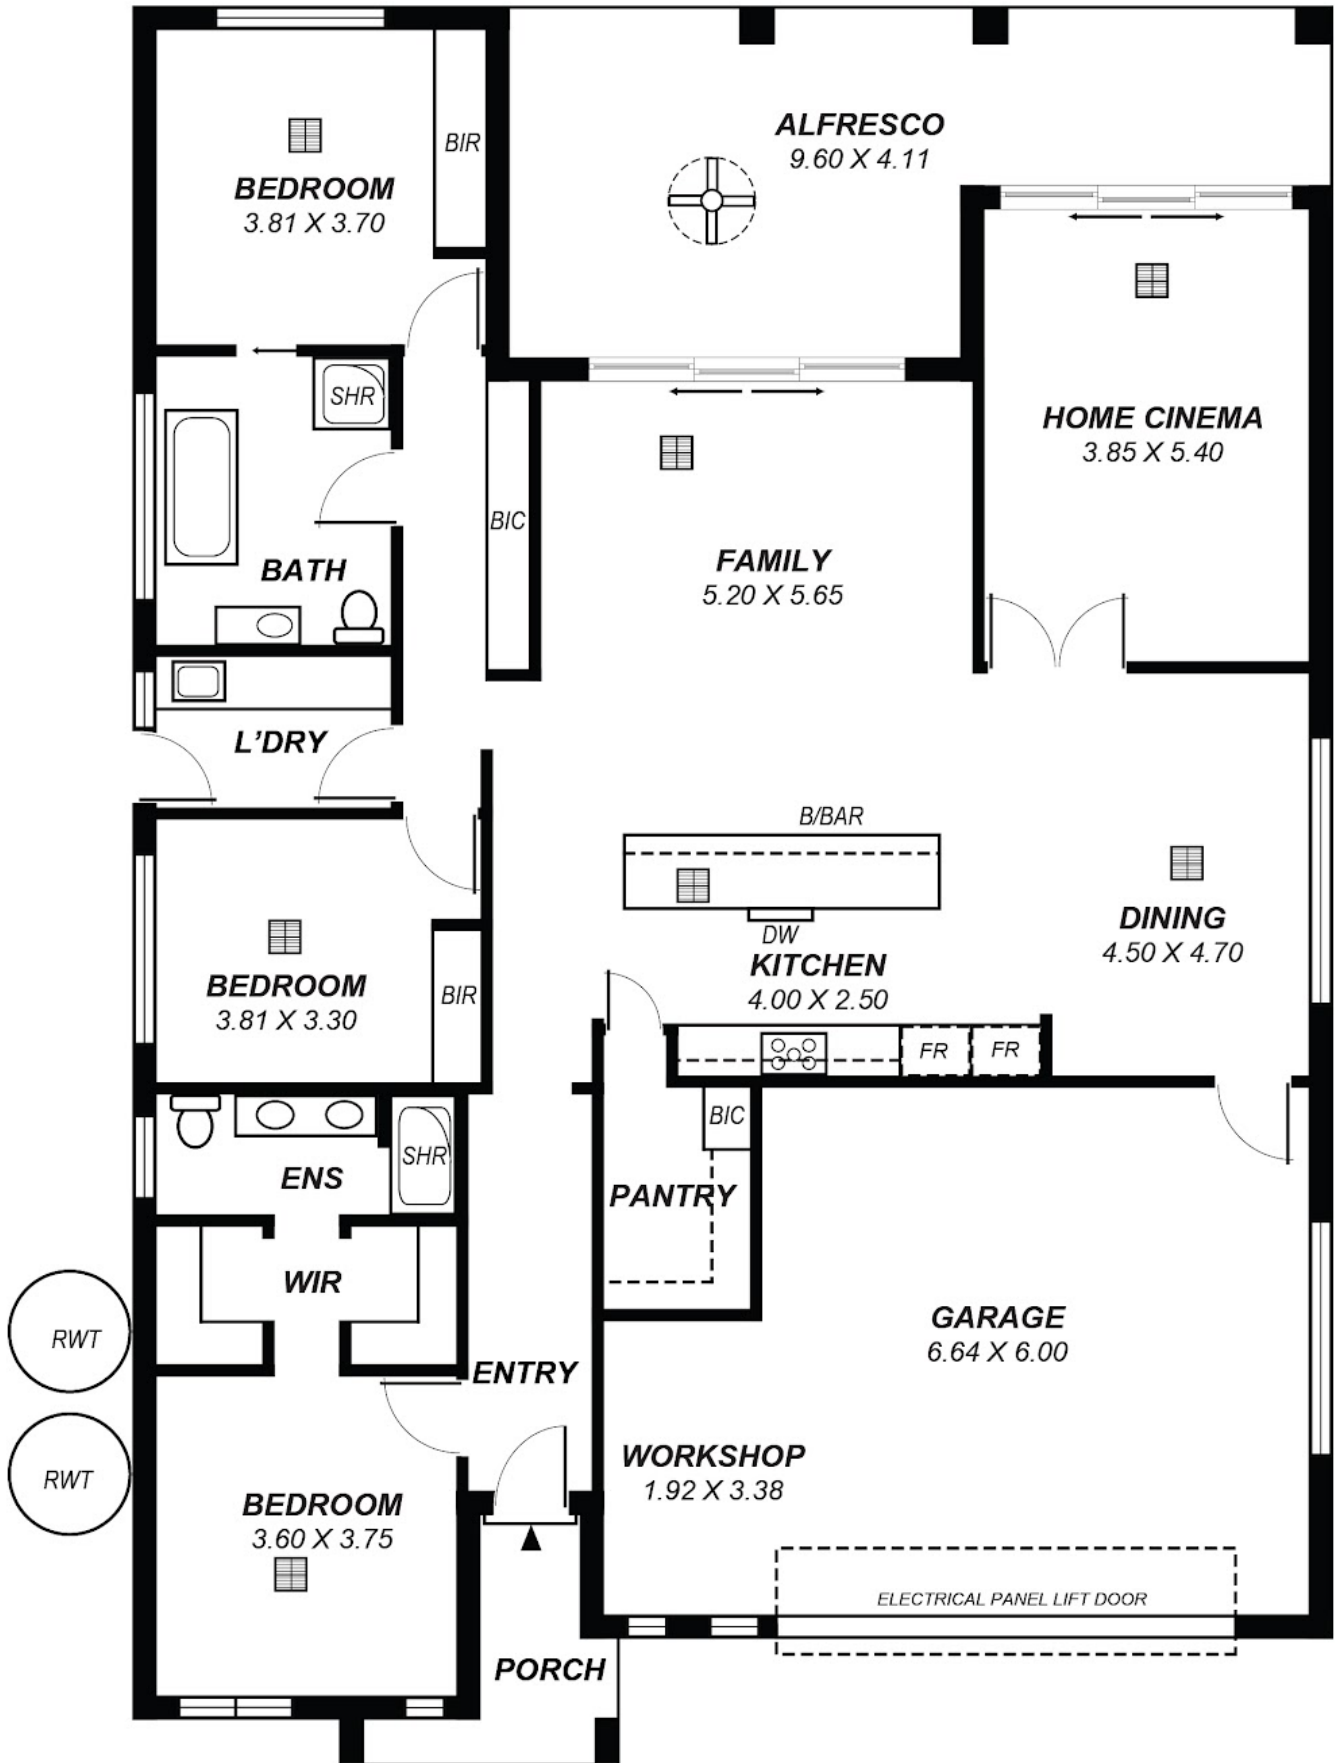 ALFRESCO
9.60 X 4.11
BIR
BEDROOM
3.81 X 3.70
SHR
HOME CINEMA
3.85 X 5.40
BIC
FAMILY
5.20 X 5.65
BATH
L'DRY
B/BAR
DW
KITCHEN
4.00 X 2.50
DINING
4.50 X 4.70
BEDROOM
3.81 X 3.30
BIR
FR
FR
BIC
SHR
ENS
PANTRY
WIR
RWT
GARAGE
6.64 X 6.00
ENTRY
WORKSHOP
1.92 X 3.38
RWT
BEDROOM
3.60 X 3.75
ELECTRICAL PANEL LIFT DOOR
PORCH